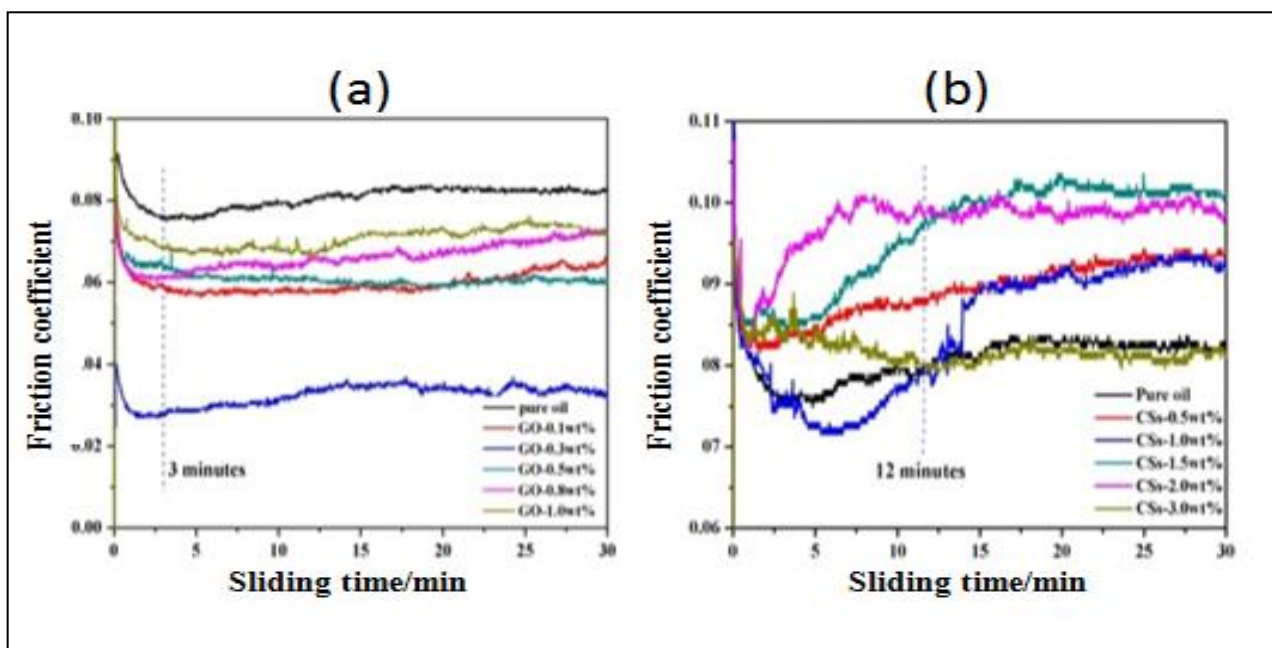 (a)
Friction coefficient
0.10
0.08
.06
.04
.02
0.00
3 minutes
pure oil
GO-0.1wt%
GO-0.3wt%
GO-0.5wt%
GO-0.8wt%
GO-1.0wt%
0 5 10 15 20 25 30
Sliding time/min
(b)
Friction coefficient
0.11
0.10
.09
08
07
0.06
12 minutes
Pure oil
CSs-0.5wt%
CSs-1.0wt%
CSs-1.5wt%
CSs-2.0wt%
CSs-3.0wt%
0 5 10 15 20 25 30
Sliding time/min